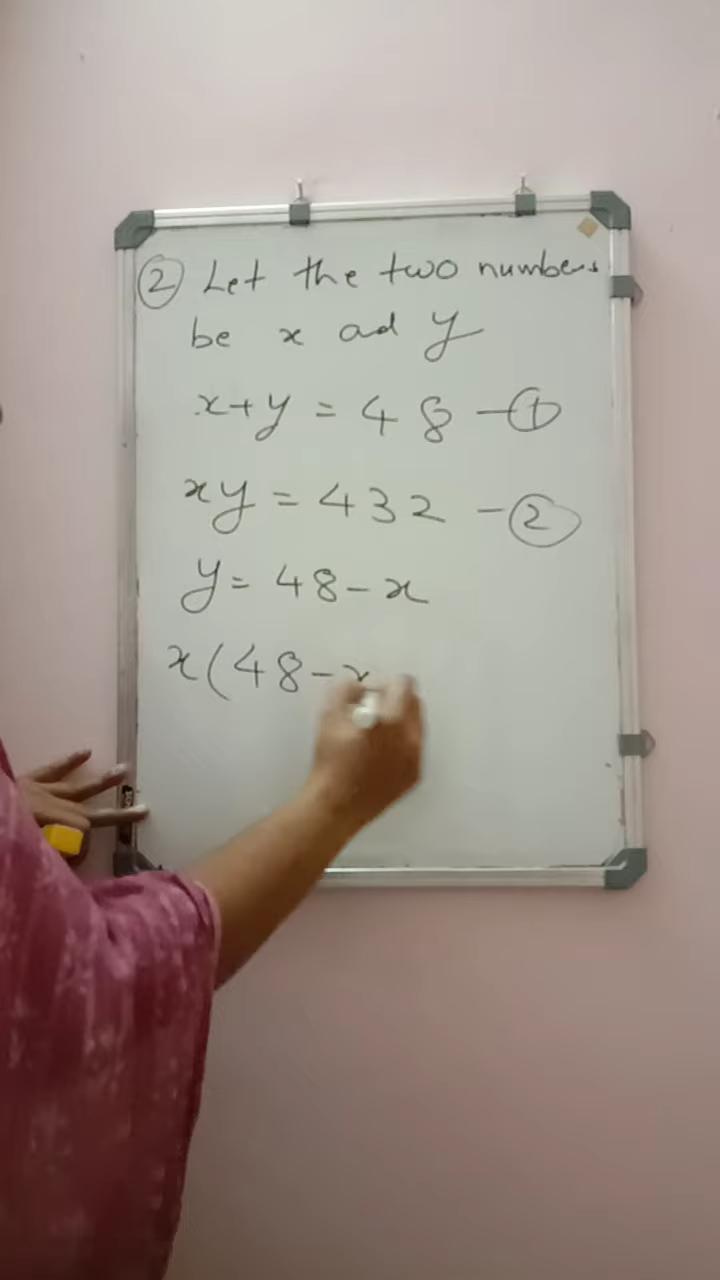 ② Let the two numbers
be x ad y
x+y = 48 -①
xy = 432 -②
y = 48-x
x(48-x